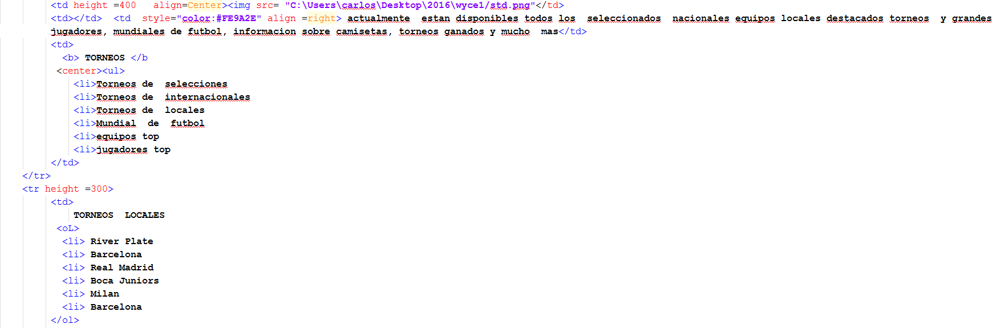 <td height =400   align=Center><img src= "C:\Users\carlos\Desktop\2016\wyce1/std.png"</td>
<td></td>  <td  style="color:#FE9A2E" align =right> actualmente  estan disponibles todos los  seleccionados  nacionales equipos locales destacados torneos  y grandes
jugadores, mundiales de futbol, informacion sobre camisetas, torneos ganados y mucho  mas</td>
<td>
<b> TORNEOS </b
<center><ul>
<li>Torneos de  selecciones
<li>Torneos de  internacionales
<li>Torneos de  locales
<li>Mundial  de  futbol
<li>equipos top
<li>jugadores top
</td>
</tr>
<tr height =300>
<td>
TORNEOS  LOCALES
<oL>
<li> River Plate
<li> Barcelona
<li> Real Madrid
<li> Boca Juniors
<li> Milan
<li> Barcelona
</ol>